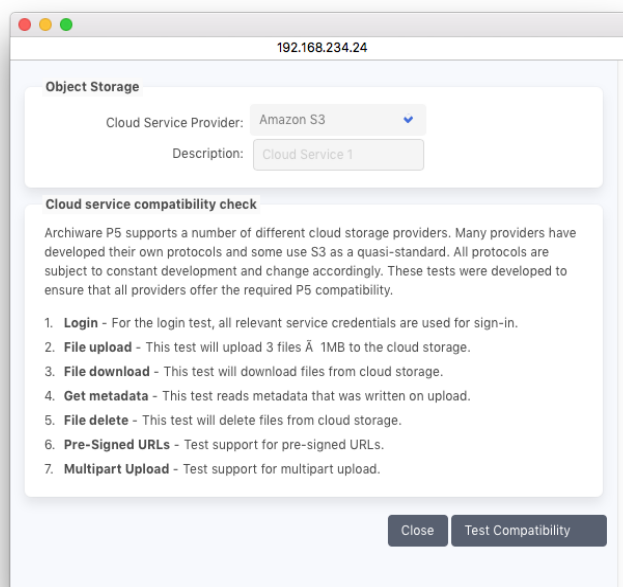 192.168.234.24
Object Storage
Cloud Service Provider: Amazon S3
Description: Cloud Service 1
Cloud service compatibility check
Archiware P5 supports a number of different cloud storage providers. Many providers have
developed their own protocols and some use S3 as a quasi-standard. All protocols are
subject to constant development and change accordingly. These tests were developed to
ensure that all providers offer the required P5 compatibility.
1. Login - For the login test, all relevant service credentials are used for sign-in.
2. File upload - This test will upload 3 files Ã 1MB to the cloud storage.
3. File download - This test will download files from cloud storage.
4. Get metadata - This test reads metadata that was written on upload.
5. File delete - This test will delete files from cloud storage.
6. Pre-Signed URLs - Test support for pre-signed URLs.
7. Multipart Upload - Test support for multipart upload.
Close Test Compatibility